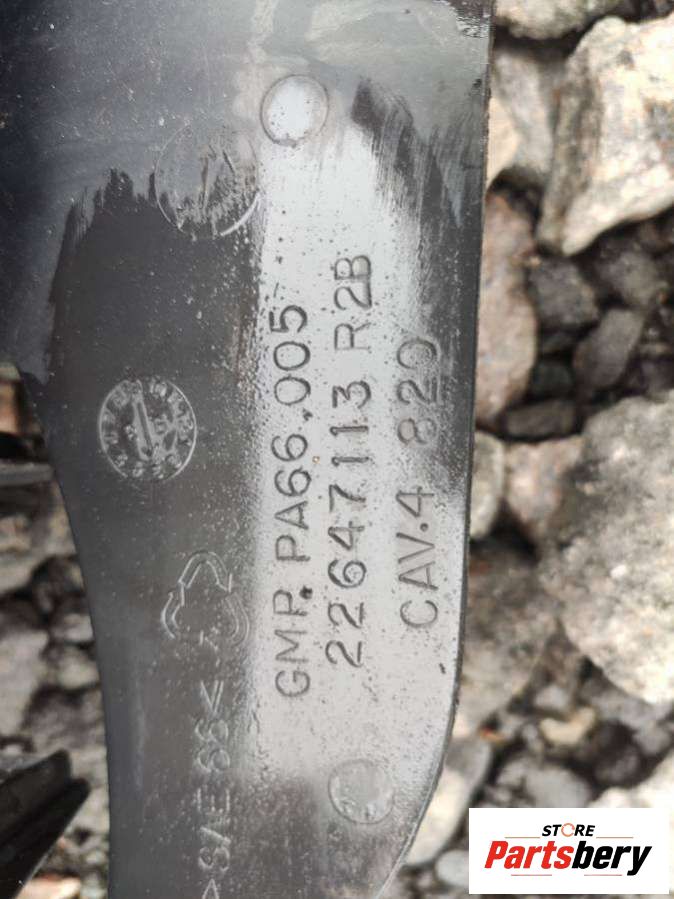 GMP. PA66.005
22647113 R2B
CAV.4 820
STORE
Partsbery